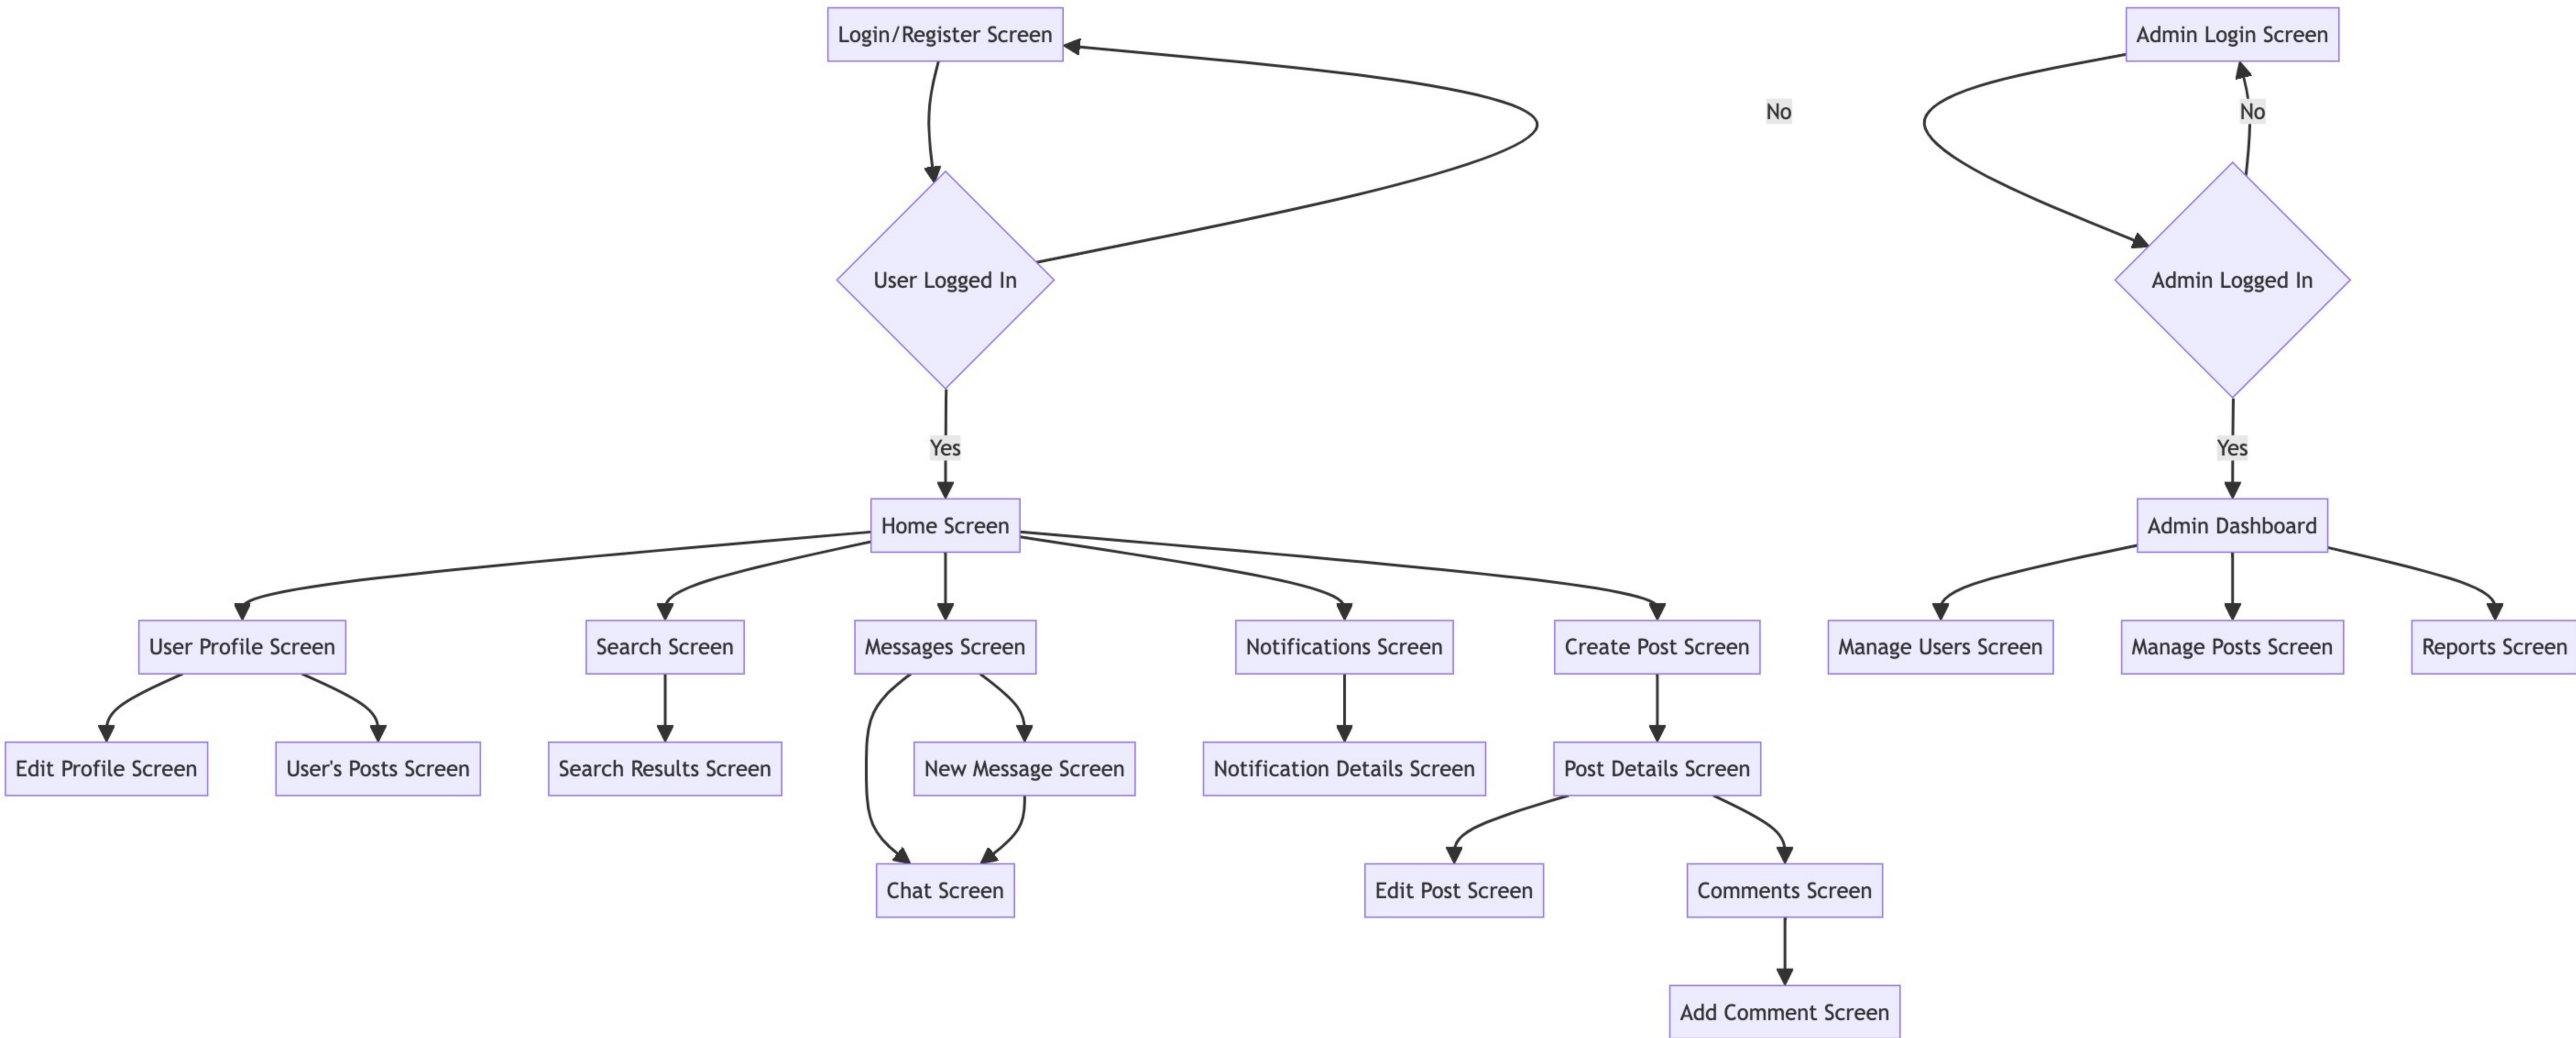 Login/Register Screen
Admin Login Screen
No
No
User Logged In
Admin Logged In
Yes
Yes
Home Screen
Admin Dashboard
User Profile Screen
Search Screen
Messages Screen
Notifications Screen
Create Post Screen
Manage Users Screen
Manage Posts Screen
Reports Screen
Edit Profile Screen
User's Posts Screen
Search Results Screen
New Message Screen
Notification Details Screen
Post Details Screen
Chat Screen
Edit Post Screen
Comments Screen
Add Comment Screen